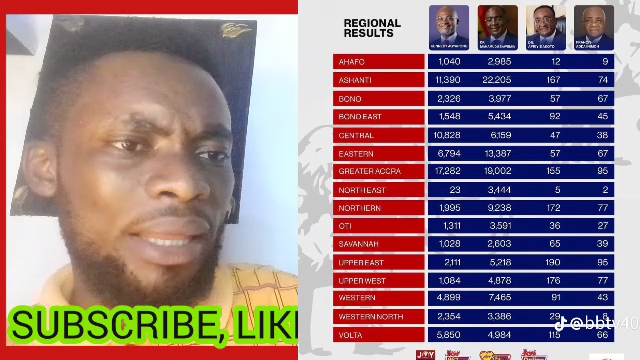 SUBSCRIBE, LIK
REGIONAL
RESULTS
AHAFO 1,040 2,985 12 9
ASHANTI 11,390 22,205 167 74
BONO 2,326 3,977 57 67
BONO EAST 1,548 5,434 92 45
CENTRAL 10,828 6,159 47 38
EASTERN 6,794 13,387 57 67
GREATER ACCRA 17,282 19,002 155 95
NORTH EAST 23 3,444 5 2
NORTHERN 1,995 9,238 172 77
OTI 1,311 3,591 36 27
SAVANNAH 1,028 2,603 65 39
UPPER EAST 2,111 5,218 190 95
UPPER WEST 1,084 4,878 176 77
WESTERN 4,899 7,465 91 43
WESTERN NORTH 2,354 3,386 29 8
VOLTA 5,850 4,984 115 66
JOY